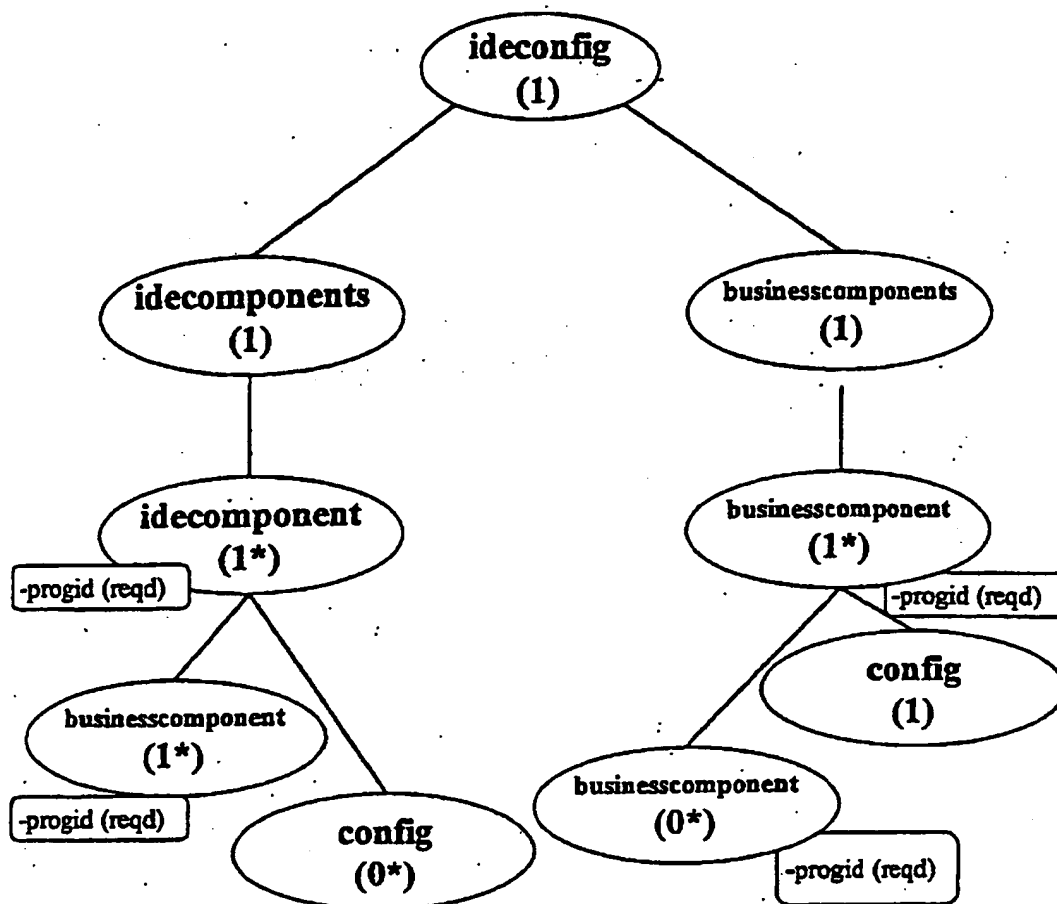 ideconfig
(1)
idecomponents
(1)
businesscomponents
(1)
idecomponent
(1*)
-progid (reqd)
businesscomponent
(1*)
-progid (reqd)
businesscomponent
(1*)
-progid (reqd)
config
(0*)
config
(1)
businesscomponent
(0*)
-progid (reqd)